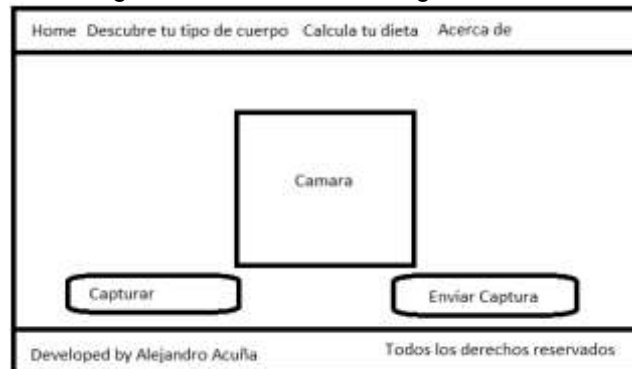 Home Descubre tu tipo de cuerpo Calcula tu dieta Acerca de
Camara
Capturar Enviar Captura
Developed by Alejandro Acuña Todos los derechos reservados